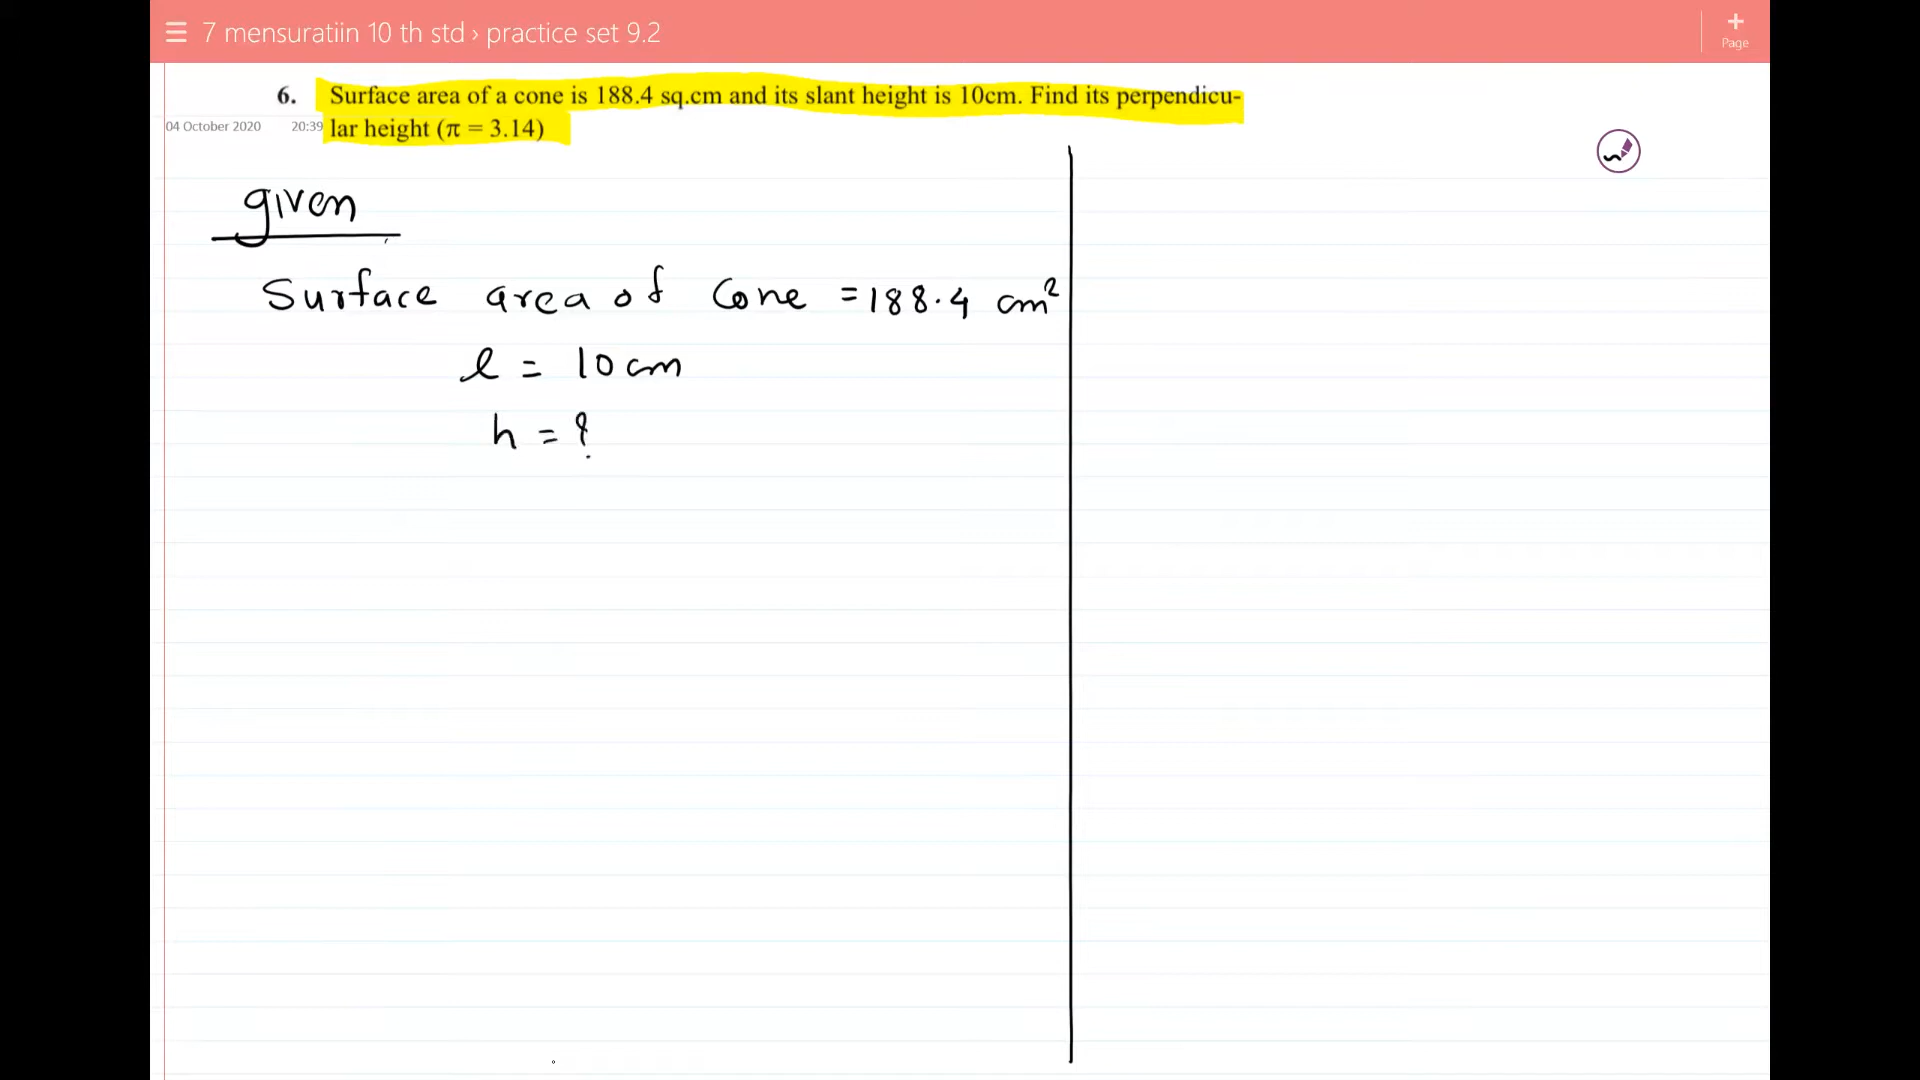 7 mensuratiin 10 th std › practice set 9.2
+
Page
6. Surface area of a cone is 188.4 sq.cm and its slant height is 10cm. Find its perpendicu-
04 October 2020 20:39 lar height (π = 3.14)
given
Surface area of Cone = 188.4 cm²
l = 10 cm
h = ?